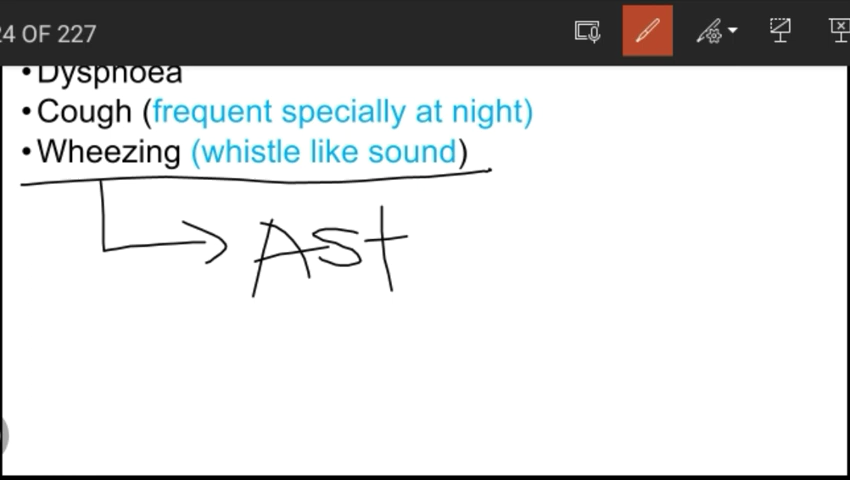 24 OF 227
•Dysphoea
•Cough (frequent specially at night)
•Wheezing (whistle like sound)
Ast